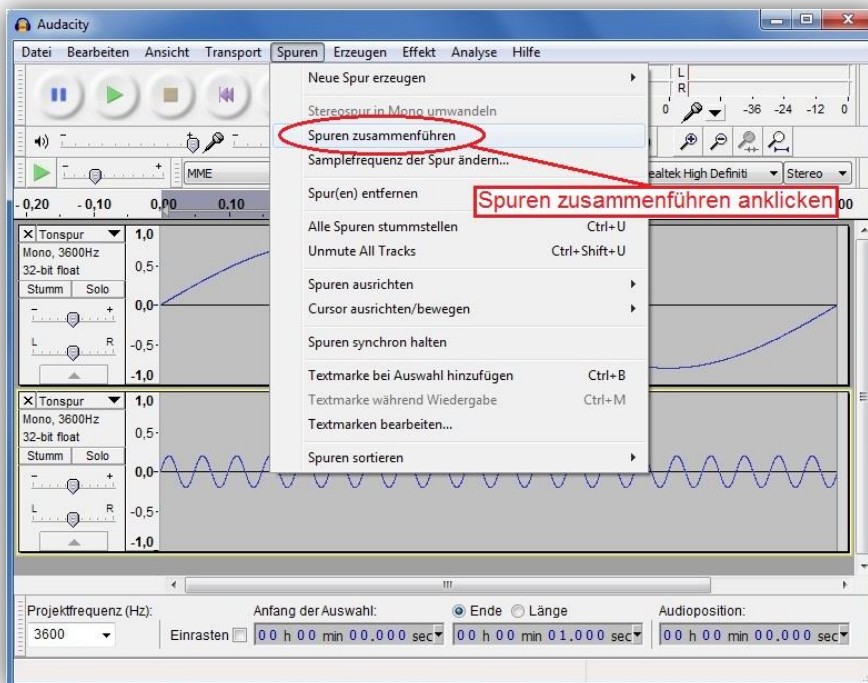 Audacity
Datei Bearbeiten Ansicht Transport Spuren Erzeugen Effekt Analyse Hilfe
Neue Spur erzeugen
Stereospur in Mono umwandeln
Spuren zusammenführen
Samplefrequenz der Spur ändern...
Spur(en) entfernen
Alle Spuren stummstellen Ctrl+U
Unmute All Tracks Ctrl+Shift+U
Spuren ausrichten
Cursor ausrichten/bewegen
Spuren synchron halten
Textmarke bei Auswahl hinzufügen Ctrl+B
Textmarke während Wiedergabe Ctrl+M
Textmarken bearbeiten...
Spuren sortieren
Spuren zusammenführen anklicken
L
R
0 -36 -24 -12 0
MME
ealtek High Definiti
Stereo
- 0,20 - 0,10 0,00 0,10 00
Tonspur
Mono, 3600Hz
32-bit float
Stumm Solo
- +
L R
1,0
0,5-
0,0-
-0,5-
-1,0
Tonspur
Mono, 3600Hz
32-bit float
Stumm Solo
- +
L R
1,0
0,5-
0,0-
-0,5-
-1,0
Projektfrequenz (Hz): Anfang der Auswahl: Ende Länge Audioposition:
3600 Einrasten 00 h 00 min 00.000 sec 00 h 00 min 01.000 sec 00 h 00 min 00.000 sec